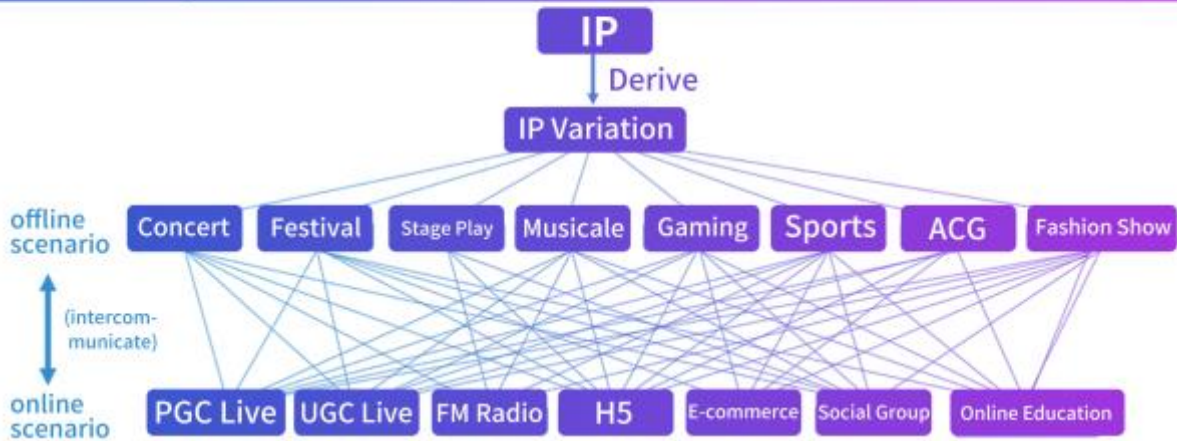 IP
Derive
IP Variation
offline
scenario
Concert
Festival
Stage Play
Musicale
Gaming
Sports
ACG
Fashion Show
(intercom-
municate)
online
scenario
PGC Live
UGC Live
FM Radio
H5
E-commerce
Social Group
Online Education